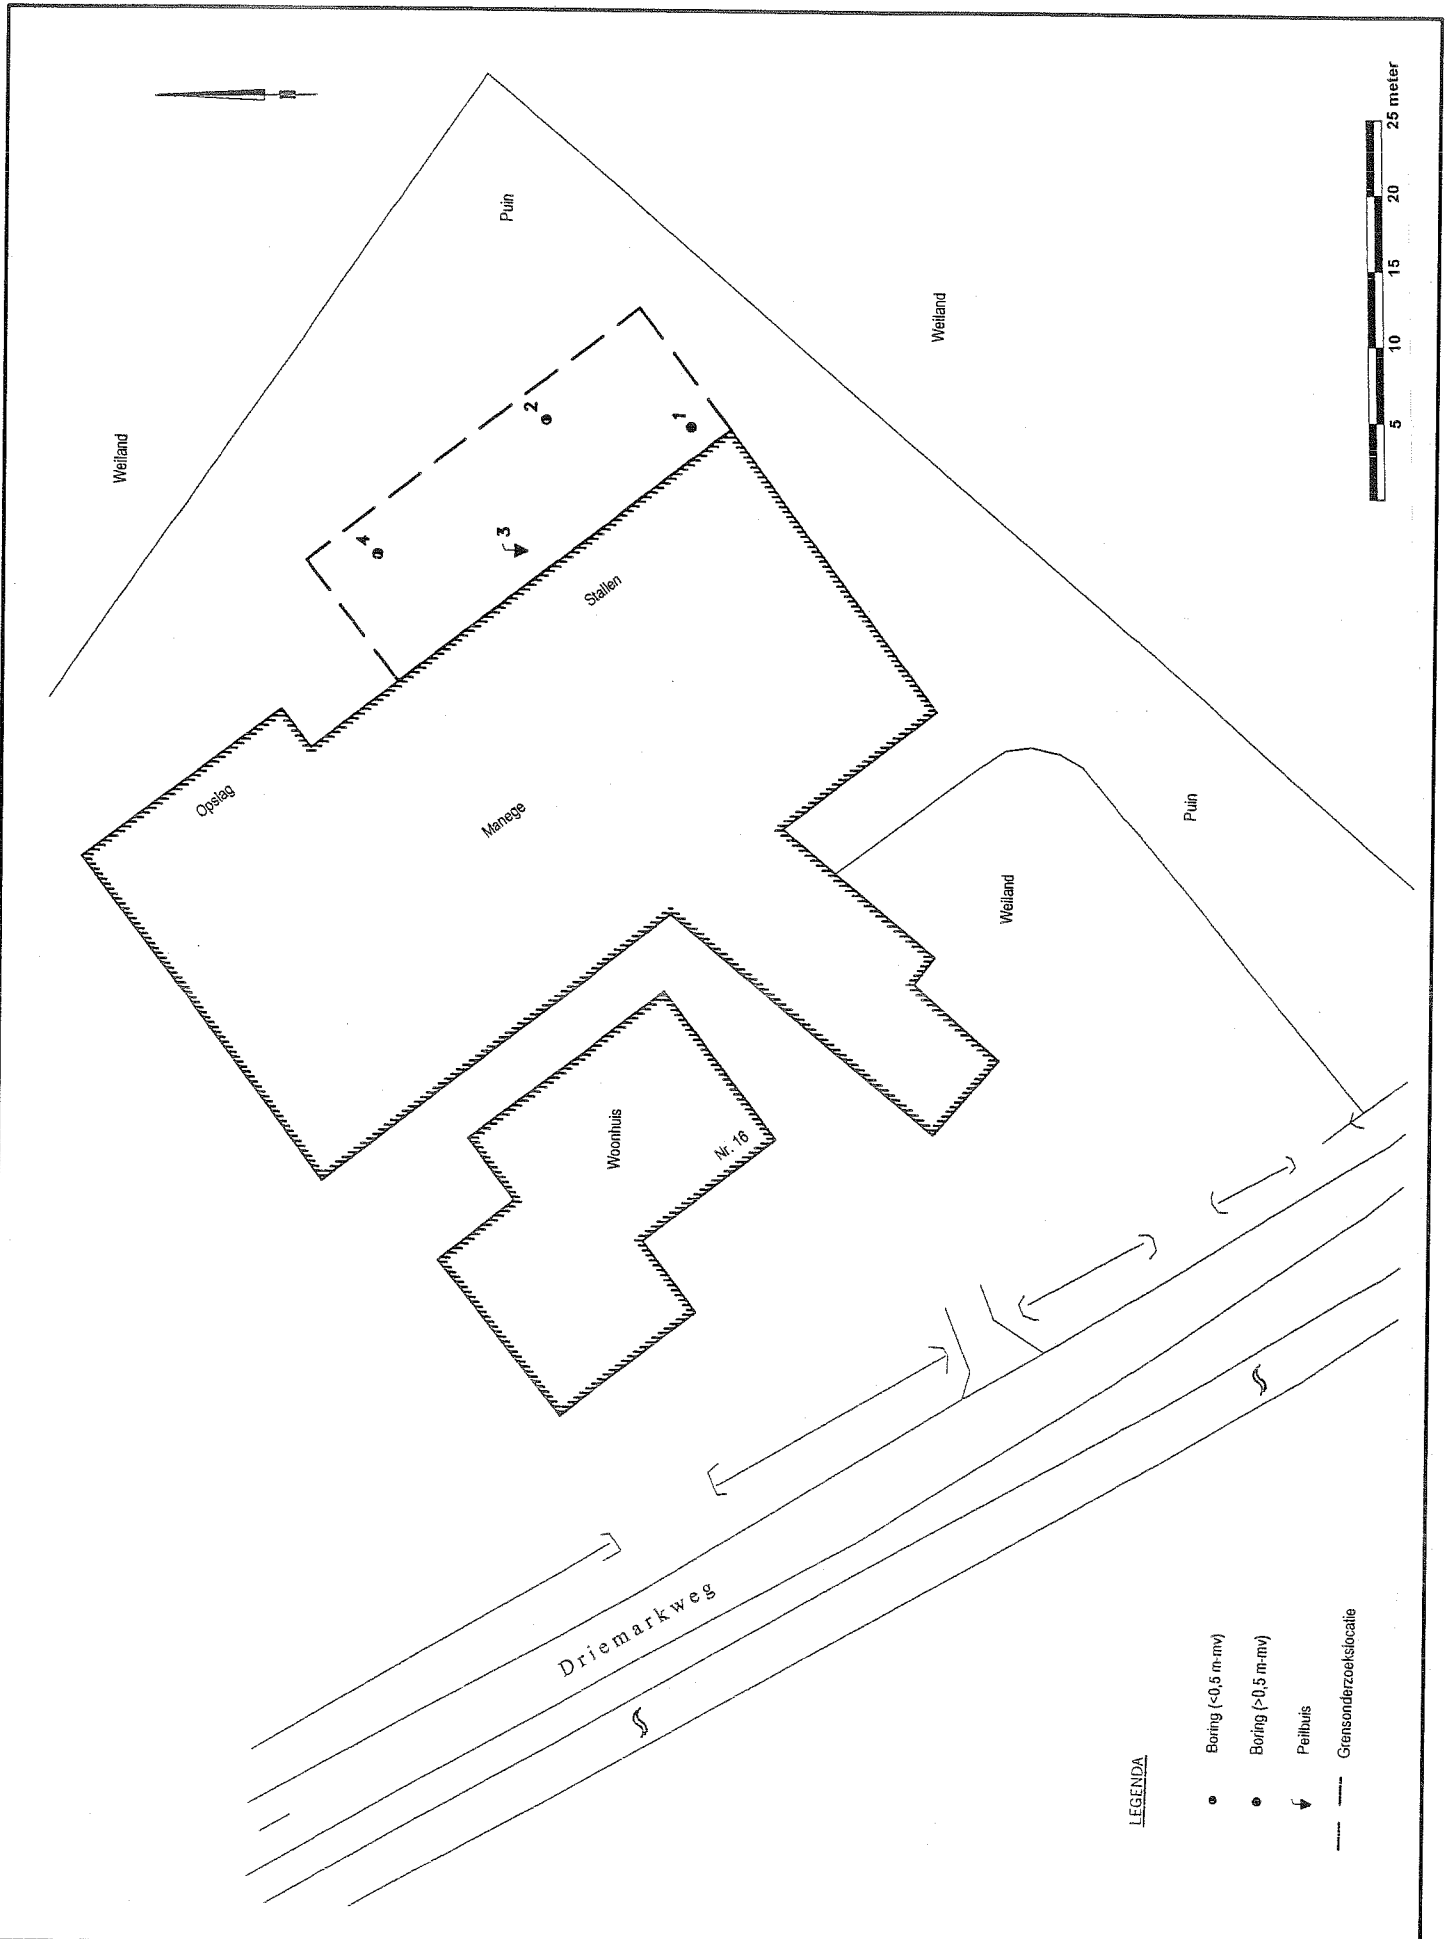 Weiland
Puin
Weiland
4
2
3
1
Stallen
Opslag
Manege
Woonhuis
Nr. 16
Weiland
Puin
Driemarkweg
5
10
15
20
25 meter
LEGENDA
Boring (<0,5 m-mv)
Boring (>0,5 m-mv)
Peilbuis
Grensonderzoekslocatie